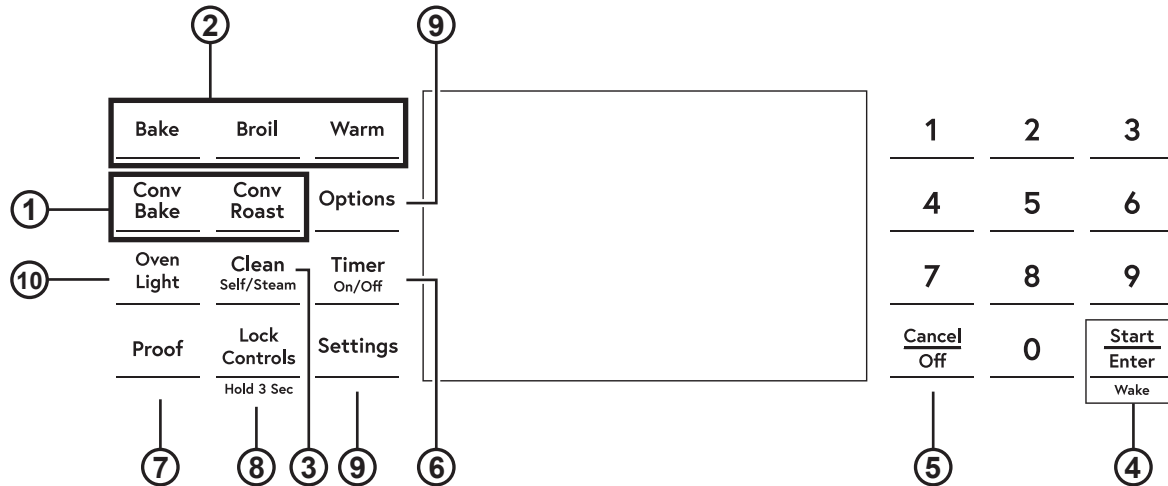 2 9
Bake Broil Warm 1 2 3
1 Conv Bake Conv Roast Options 4 5 6
10 Oven Light Clean Self/Steam Timer On/Off 7 8 9
Proof Lock Controls Hold 3 Sec Settings Cancel Off 0 Start Enter Wake
7 8 3 9 6 5 4